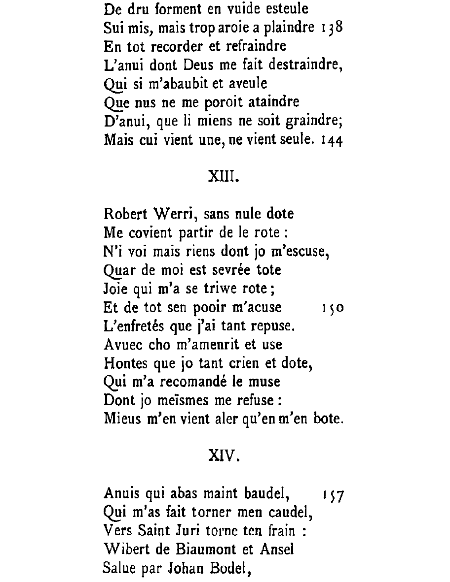 De dru forment en vuide esteule
Sui mis, mais trop aroie a plaindre 138
En tot recorder et refraindre
L'anui dont Deus me fait destraindre,
Qui si m'abaubit et aveule
Que nus ne me poroit ataindre
D'anui, que li miens ne soit graindre;
Mais cui vient une, ne vient seule. 144
XIII.
Robert Werri, sans nule dote
Me covient partir de le rote :
N'i voi mais riens dont jo m'escuse,
Quar de moi est sevrée tote
Joie qui m'a se triwe rote;
Et de tot sen pooir m'acuse 150
L'enfretés que j'ai tant repuse.
Avuec cho m'amenrit et use
Hontes que jo tant crien et dote,
Qui m'a recomandé le muse
Dont jo meïsmes me refuse :
Mieus m'en vient aler qu'en m'en bote.
XIV.
Anuis qui abas maint baudel, 157
Qui m'as fait torner men caudel,
Vers Saint Juri torne ten frain :
Wibert de Biaumont et Ansel
Salue par Johan Bodel,